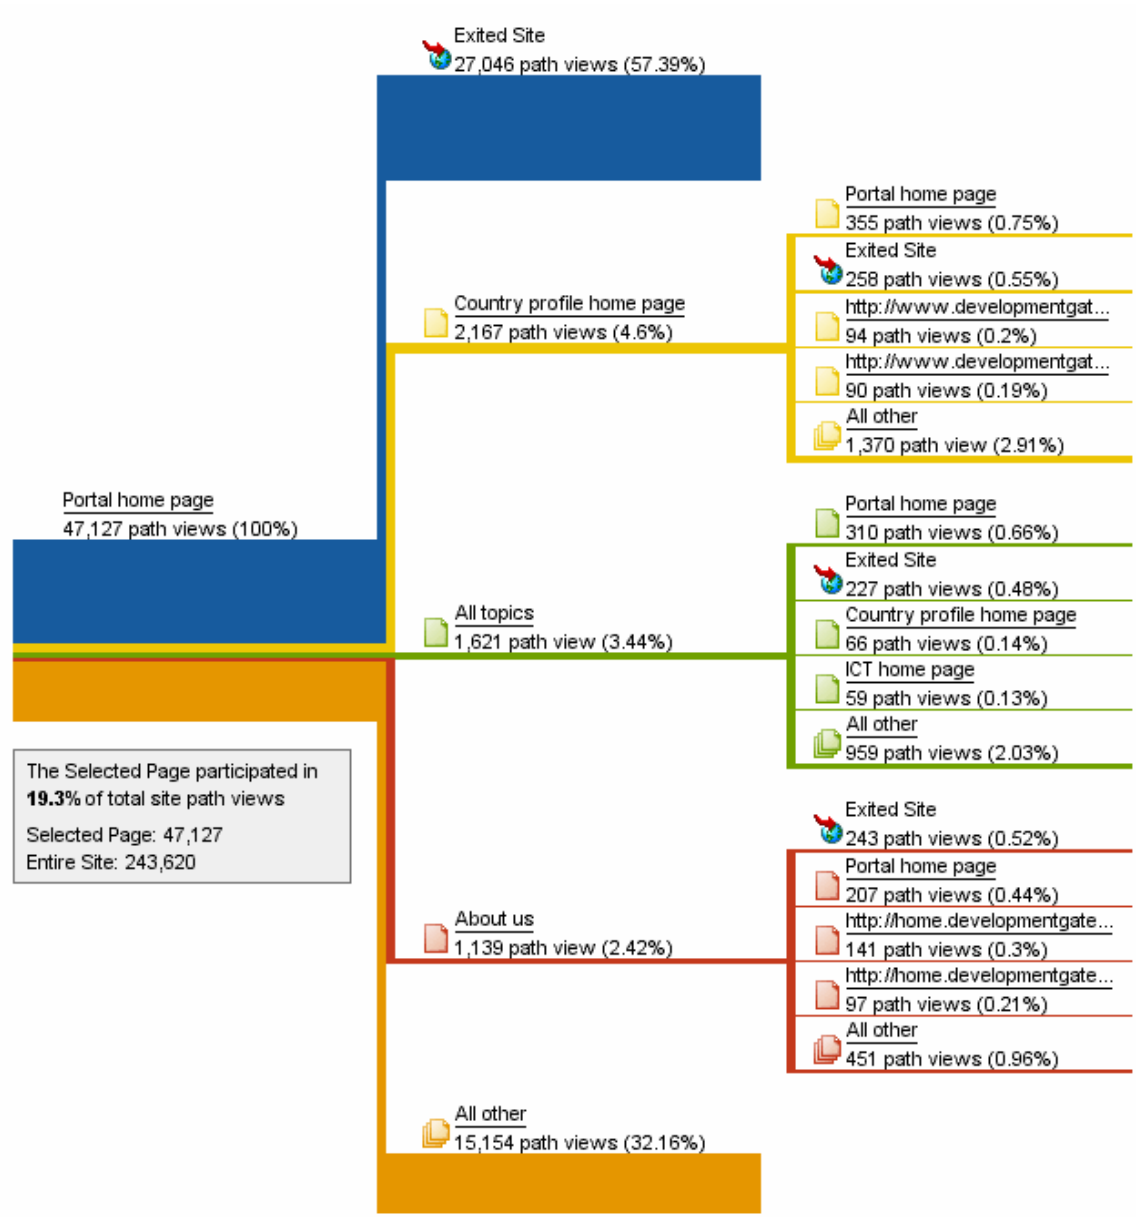 Exited Site
27,046 path views (57.39%)
Portal home page
355 path views (0.75%)
Exited Site
258 path views (0.55%)
Country profile home page
2,167 path views (4.6%)
http://www.developmentgat...
94 path views (0.2%)
http://www.developmentgat...
90 path views (0.19%)
All other
1,370 path view (2.91%)
Portal home page
47,127 path views (100%)
Portal home page
310 path views (0.66%)
Exited Site
227 path views (0.48%)
All topics
1,621 path view (3.44%)
Country profile home page
66 path views (0.14%)
ICT home page
59 path views (0.13%)
All other
959 path views (2.03%)
The Selected Page participated in
19.3% of total site path views
Selected Page: 47,127
Entire Site: 243,620
Exited Site
243 path views (0.52%)
Portal home page
207 path views (0.44%)
About us
1,139 path view (2.42%)
http://home.developmentgate...
141 path views (0.3%)
http://home.developmentgate...
97 path views (0.21%)
All other
451 path views (0.96%)
All other
15,154 path views (32.16%)